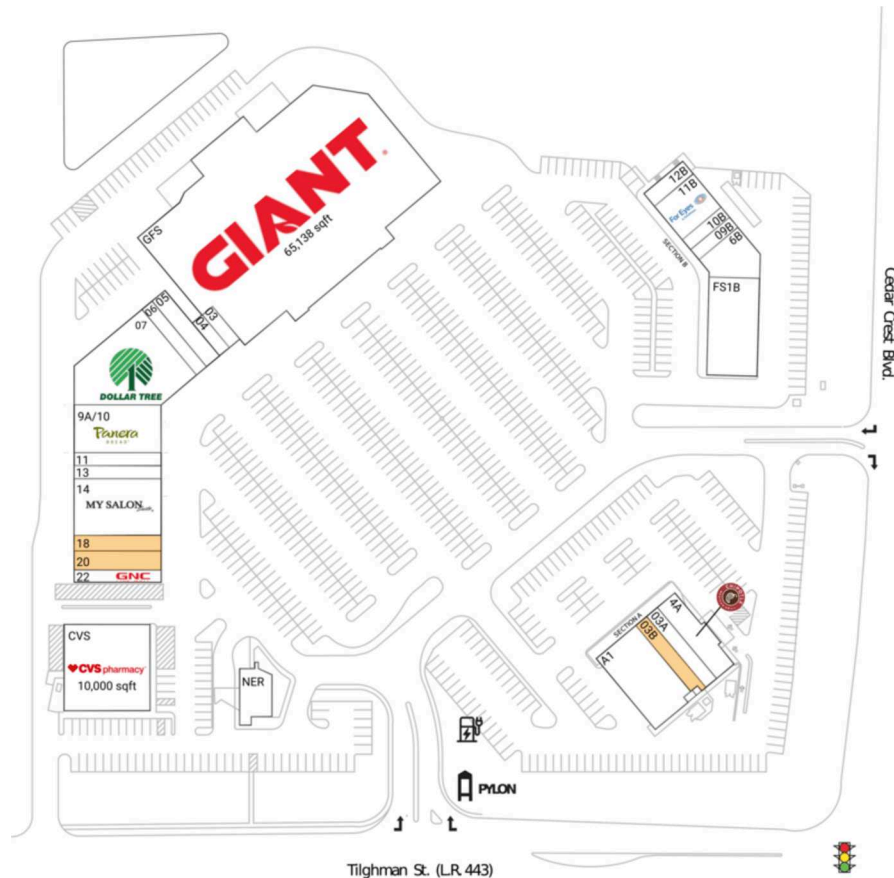 GIANT
65,138 sqft
GFS
03
04
05
06
07
DOLLAR TREE
9A/10
Panera
BREAD
11
13
14
MY SALON Suite
18
20
22
GNC
CVS
CVS pharmacy
10,000 sqft
NER
12B
11B
For Eyes
10B
09B
6B
SECTION B
FS1B
Cedar Crest Blvd.
4A
03A
03B
SECTION A
A1
PYLON
Tilghman St. (L.R. 443)